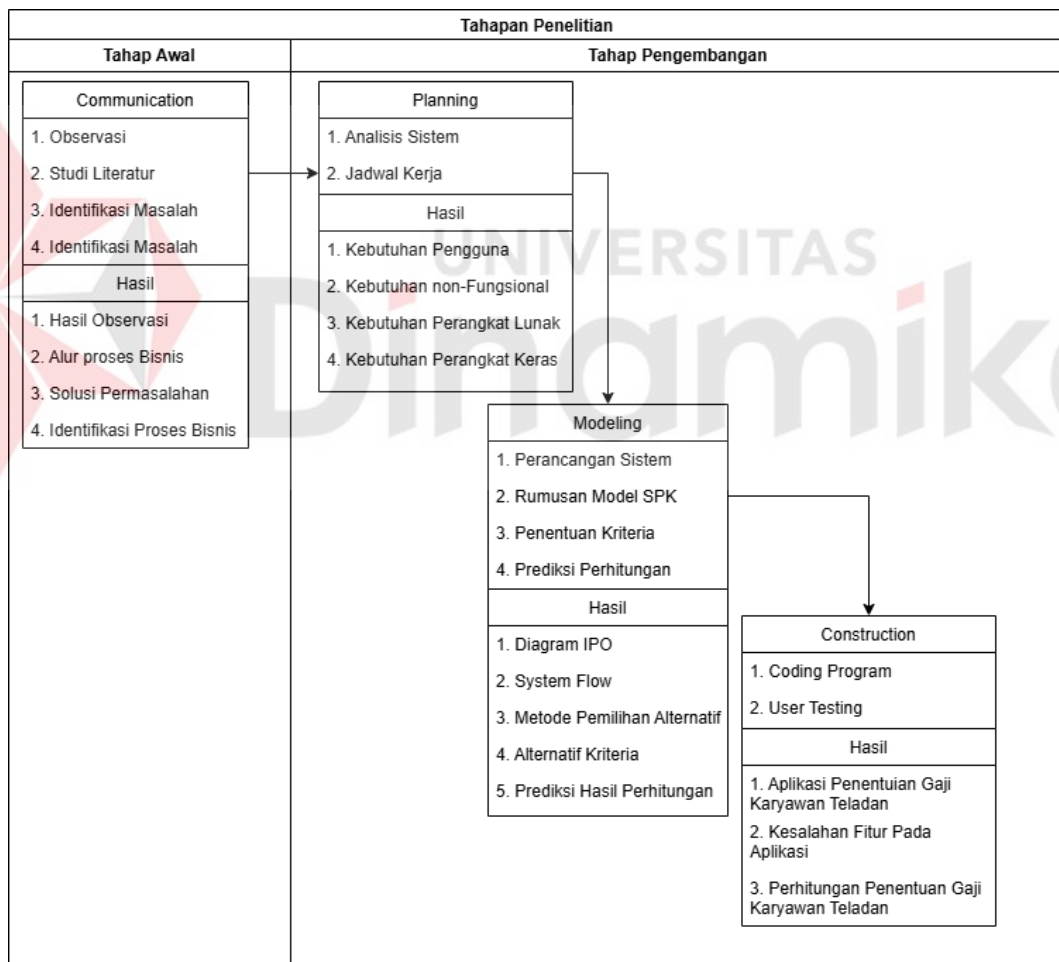 Tahapan Penelitian
Tahap Awal
Tahap Pengembangan
Communication
1. Observasi
2. Studi Literatur
3. Identifikasi Masalah
4. Identifikasi Masalah
Hasil
1. Hasil Observasi
2. Alur proses Bisnis
3. Solusi Permasalahan
4. Identifikasi Proses Bisnis
Planning
1. Analisis Sistem
2. Jadwal Kerja
Hasil
1. Kebutuhan Pengguna
2. Kebutuhan non-Fungsional
3. Kebutuhan Perangkat Lunak
4. Kebutuhan Perangkat Keras
Modeling
1. Perancangan Sistem
2. Rumusan Model SPK
3. Penentuan Kriteria
4. Prediksi Perhitungan
Hasil
1. Diagram IPO
2. System Flow
3. Metode Pemilihan Alternatif
4. Alternatif Kriteria
5. Prediksi Hasil Perhitungan
Construction
1. Coding Program
2. User Testing
Hasil
1. Aplikasi Penentuian Gaji
Karyawan Teladan
2. Kesalahan Fitur Pada
Aplikasi
3. Perhitungan Penentuan Gaji
Karyawan Teladan
UNIVERSITAS
Dinamika